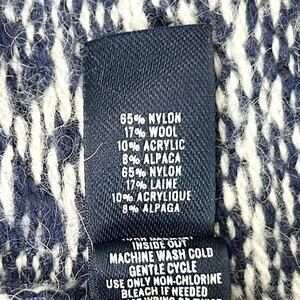 65% NYLON
17% WOOL
10% ACRYLIC
8% ALPACA
65% NYLON
17% LAINE
10% ACRYLIQUE
8% ALPAGA
INSIDE OUT
MACHINE WASH COLD
GENTLE CYCLE
USE ONLY NON-CHLORINE
BLEACH IF NEEDED